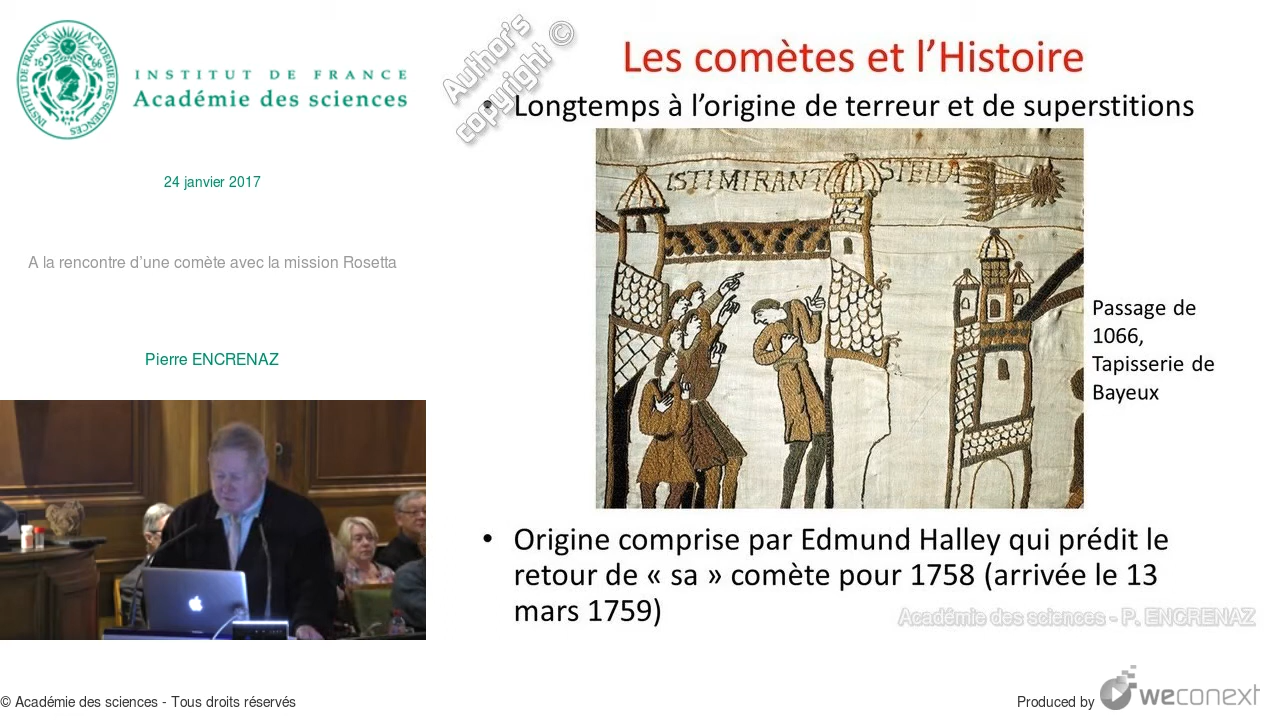 INSTITUT DE FRANCE
Académie des sciences
24 janvier 2017
A la rencontre d'une comète avec la mission Rosetta
Pierre ENCRENAZ
Author's
copyright ©
Les comètes et l'Histoire
• Longtemps à l'origine de terreur et de superstitions
ISTI MIRANT STELLA
Passage de
1066,
Tapisserie de
Bayeux
• Origine comprise par Edmund Halley qui prédit le
retour de « sa » comète pour 1758 (arrivée le 13
mars 1759)
Académie des sciences - P. ENCRENAZ
© Académie des sciences - Tous droits réservés
Produced by weconext